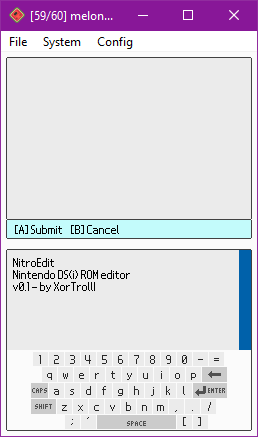 [59/60] melon...
File System Config
[A]Submit [B]Cancel
NitroEdit
Nintendo DS(i) ROM editor
v0.1 - by XorTroll!
1 2 3 4 5 6 7 8 9 0 - =
q w e r t y u i o p
CAPS a s d f g h j k l ENTER
SHIFT z x c v b n m , . /
; ´ SPACE [ ]